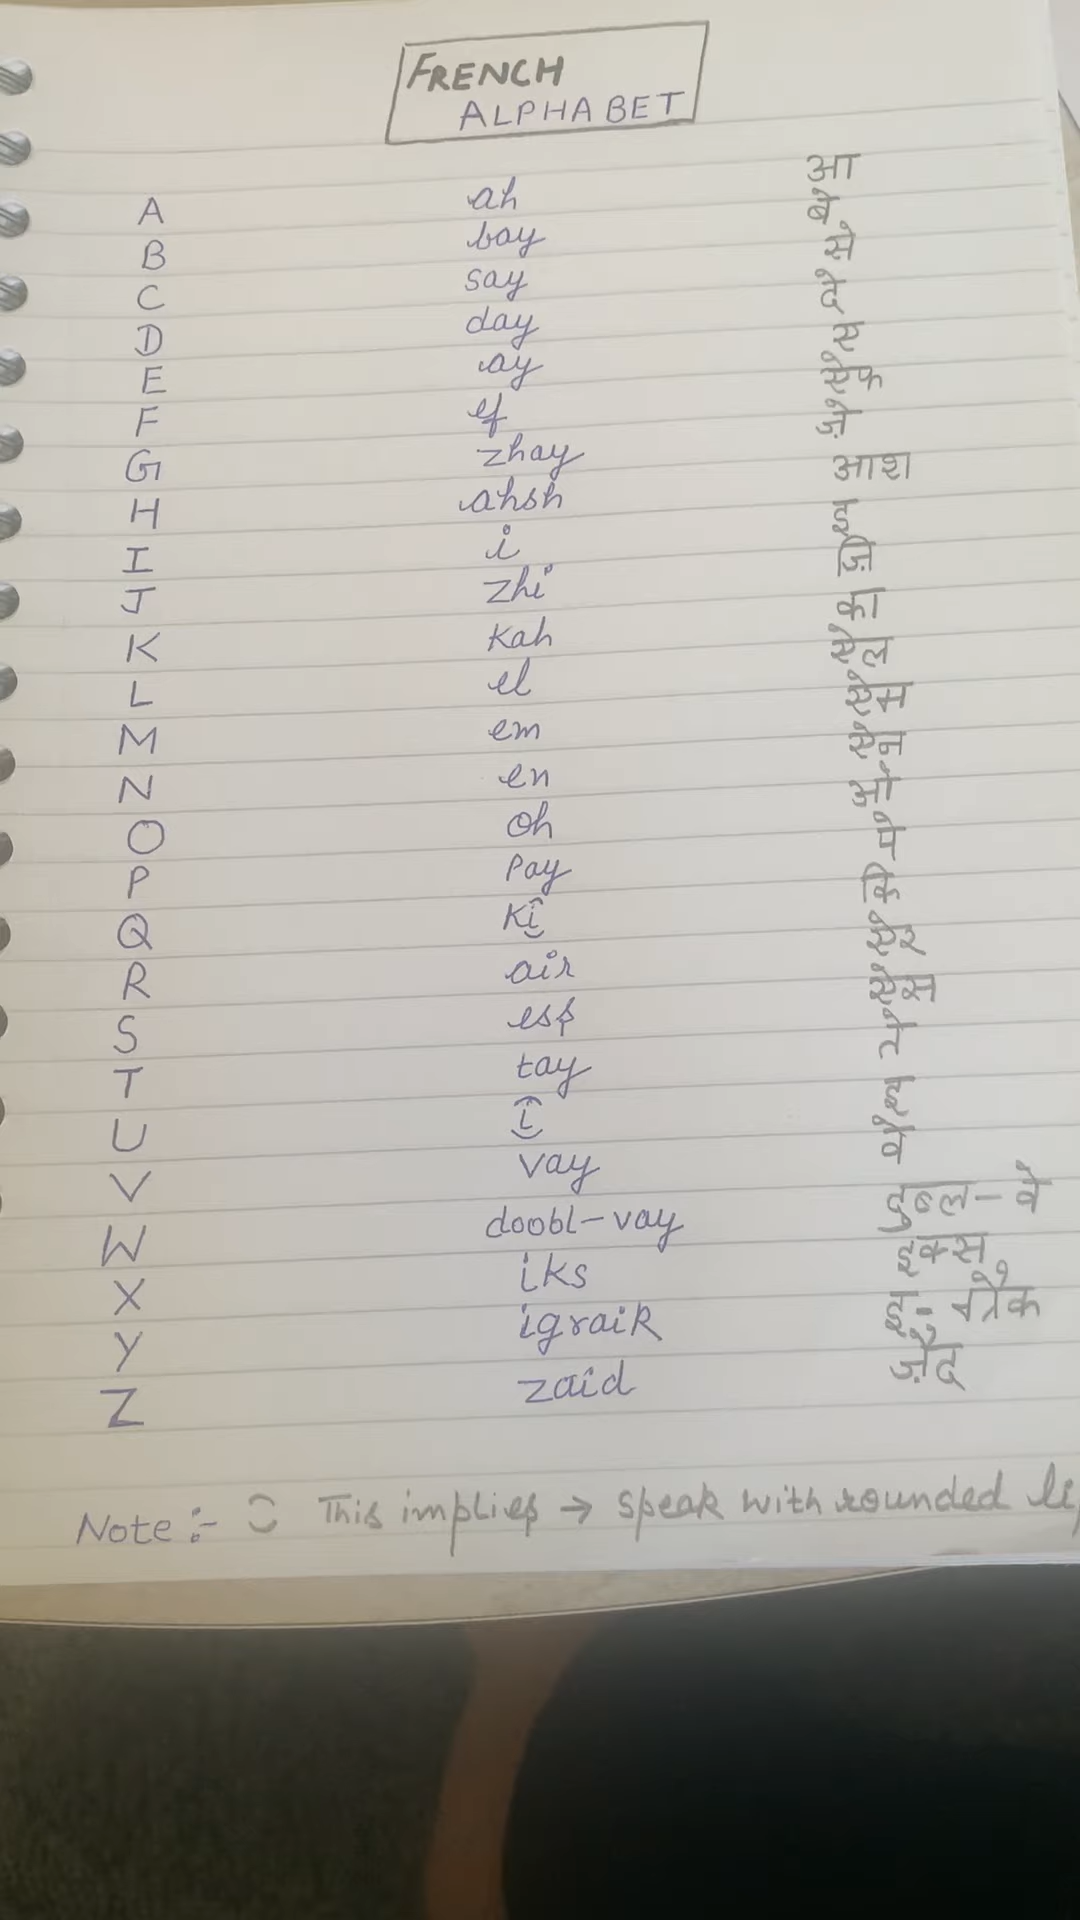 FRENCH
ALPHABET
A ah आ
B bay बे
C say से
D day दे
E ay ए
F ef ऐफ
G zhay ज़े
H ahsh आश
I i इ
J zhi ज़ि
K kah का
L el ऐल
M em ऐम
N en ऐन
O oh ओ
P pay पे
Q ki कि
R air ऐर
S ess ऐस
T tay ते
U i
V vay वे
W doobl-vay दुब्ल-वे
X iks इक्स
Y igraik
Z zaid ज़ैद
Note :- This implies → speak with rounded